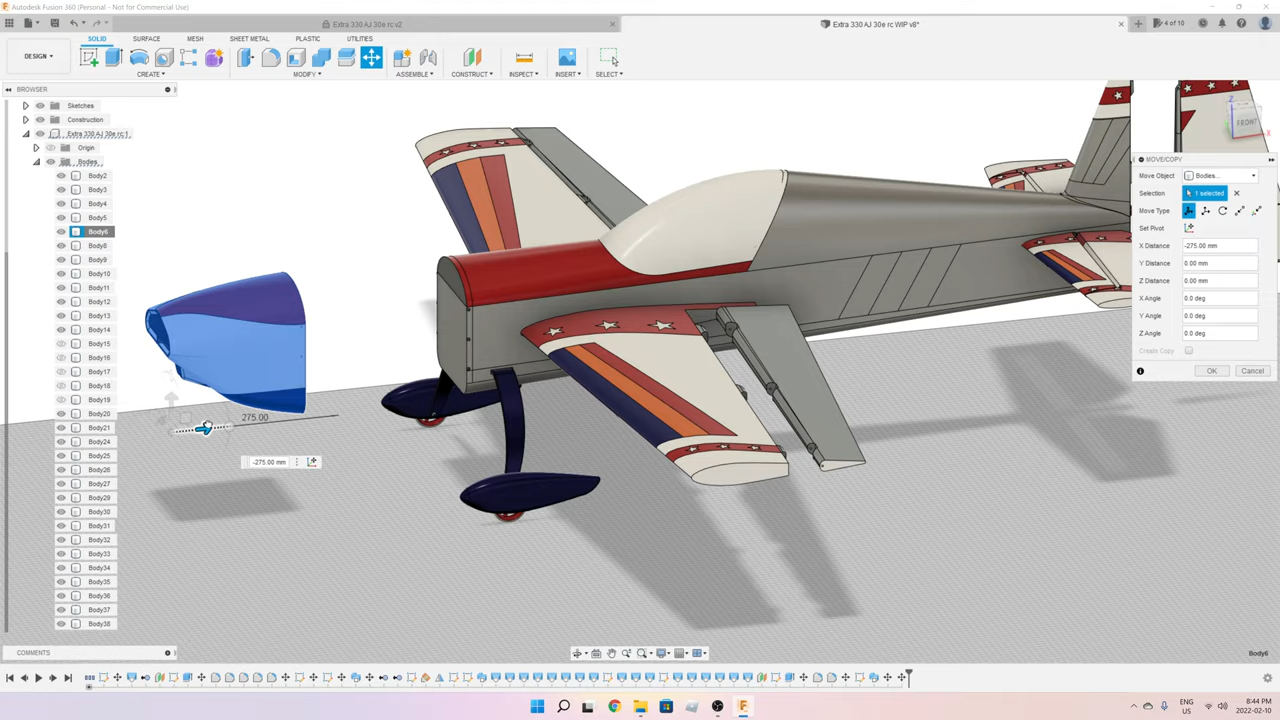 Autodesk Fusion 360 (Not for Commercial Use)
Extra 330 AJ 30e rc v2
Extra 330 AJ 30e rc WIP v8*
4 of 10
DESIGN
SOLID
SURFACE
MESH
SHEET METAL
PLASTIC
UTILITIES
CREATE
MODIFY
ASSEMBLE
CONSTRUCT
INSPECT
INSERT
SELECT
BROWSER
Sketches
Construction
Extra 330 AJ 30e rc:1
Origin
Bodies
Body2
Body3
Body4
Body5
Body6
Body8
Body9
Body10
Body11
Body12
Body13
Body14
Body15
Body16
Body17
Body18
Body19
Body20
Body21
Body24
Body25
Body26
Body27
Body29
Body30
Body31
Body32
Body33
Body34
Body35
Body36
Body37
Body38
275.00
-275.00 mm
Z
FRONT
X
MOVE/COPY
Move Object
Bodies...
Selection
1 selected
Move Type
Set Pivot
X Distance
-275.00 mm
Y Distance
0.00 mm
Z Distance
0.00 mm
X Angle
0.0 deg
Y Angle
0.0 deg
Z Angle
0.0 deg
Create Copy
OK
Cancel
COMMENTS
Body6
ENG
US
8:44 PM
2022-02-10